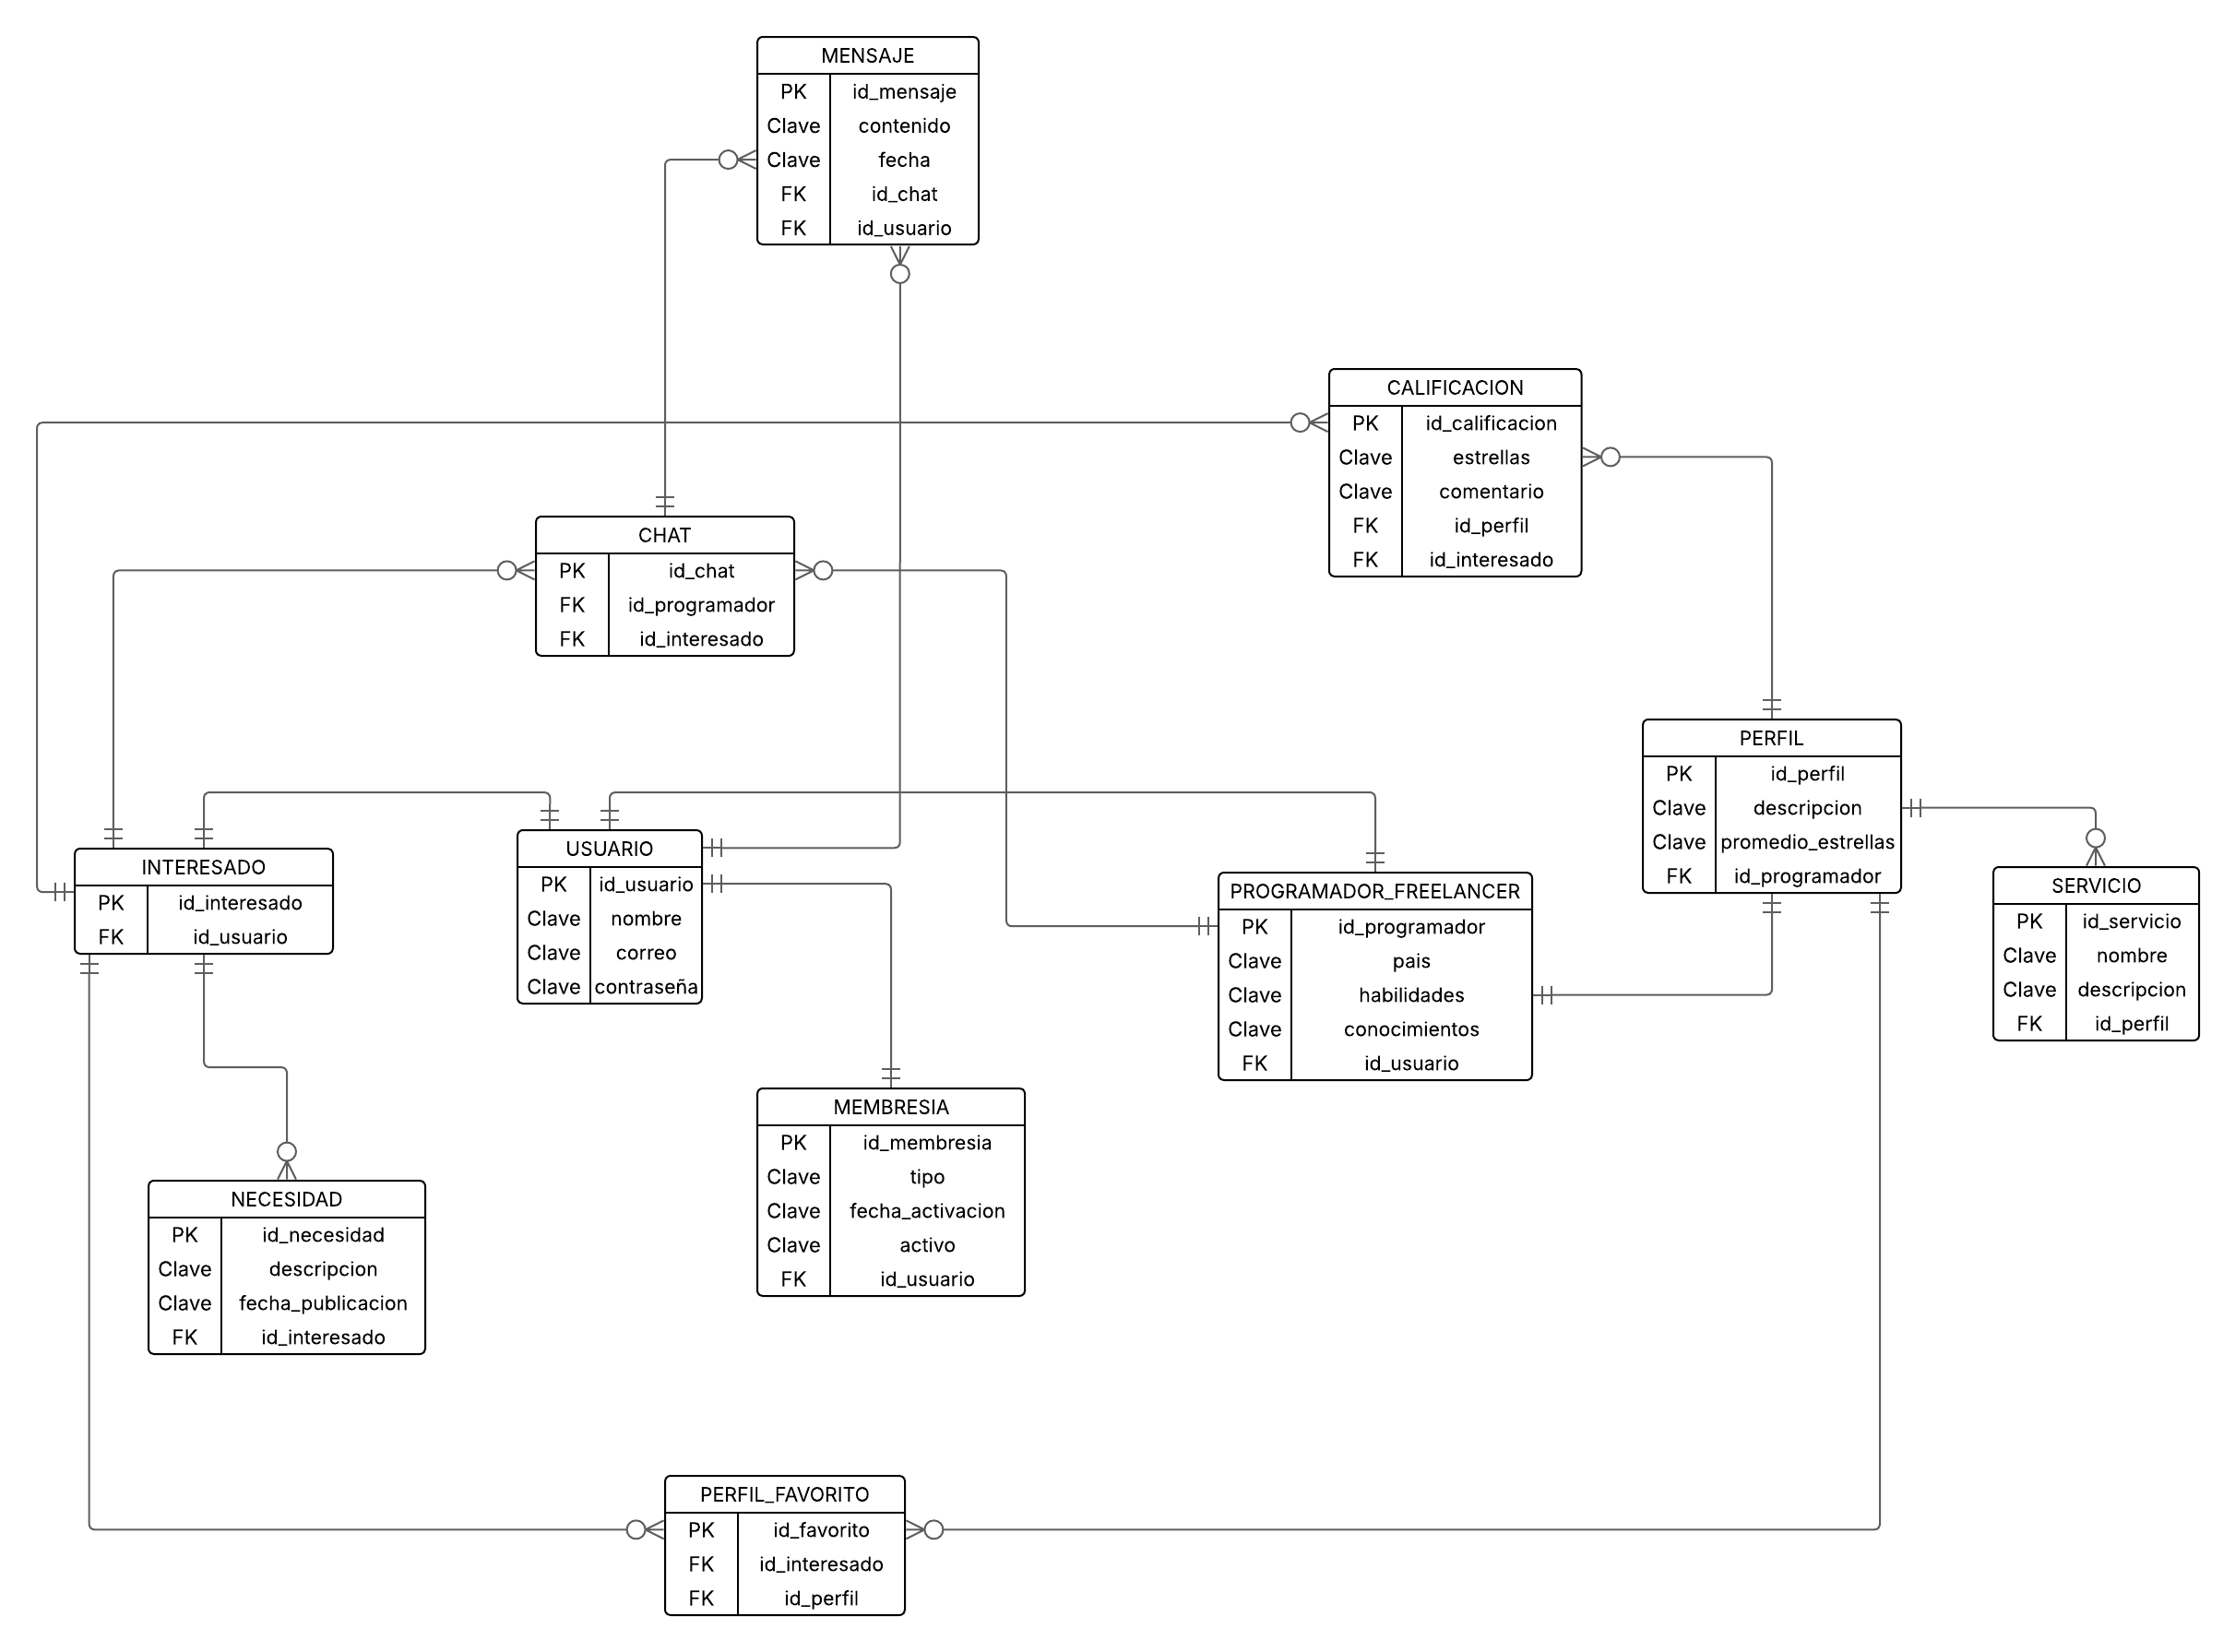 MENSAJE
PK id_mensaje
Clave contenido
Clave fecha
FK id_chat
FK id_usuario
CALIFICACION
PK id_calificacion
Clave estrellas
Clave comentario
FK id_perfil
FK id_interesado
CHAT
PK id_chat
FK id_programador
FK id_interesado
PERFIL
PK id_perfil
Clave descripcion
Clave promedio_estrellas
FK id_programador
INTERESADO
PK id_interesado
FK id_usuario
USUARIO
PK id_usuario
Clave nombre
Clave correo
Clave contraseña
PROGRAMADOR_FREELANCER
PK id_programador
Clave pais
Clave habilidades
Clave conocimientos
FK id_usuario
SERVICIO
PK id_servicio
Clave nombre
Clave descripcion
FK id_perfil
MEMBRESIA
PK id_membresia
Clave tipo
Clave fecha_activacion
Clave activo
FK id_usuario
NECESIDAD
PK id_necesidad
Clave descripcion
Clave fecha_publicacion
FK id_interesado
PERFIL_FAVORITO
PK id_favorito
FK id_interesado
FK id_perfil